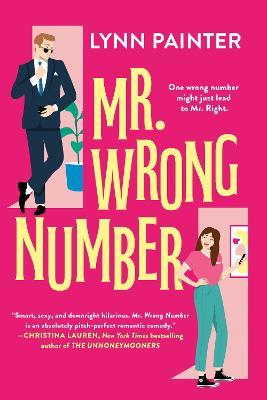 LYNN PAINTER
One wrong number
might just lead
to Mr. Right.
MR.
WRONG
NUMBER
"Smart, sexy, and downright hilarious. Mr. Wrong Number
is an absolutely pitch-perfect romantic comedy."
—CHRISTINA LAUREN, New York Times bestselling
author of THE UNHONEYMOONERS